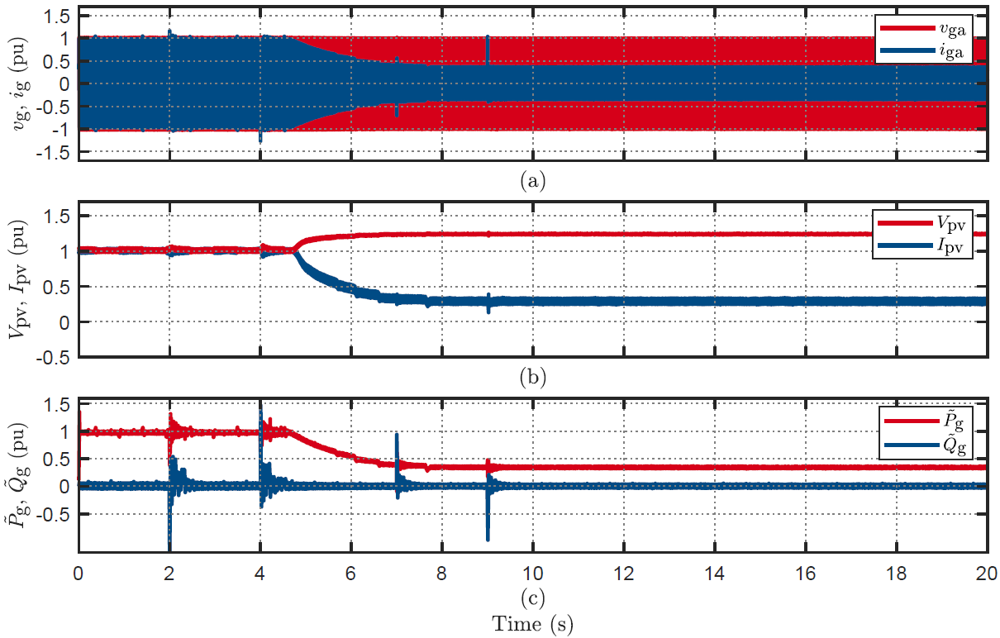 vg, ig (pu)
1.5
1
0.5
0
-0.5
-1
-1.5
vga
iga
(a)
Vpv, Ipv (pu)
1.5
1
0.5
0
-0.5
Vpv
Ipv
(b)
P̃g, Q̃g (pu)
1.5
1
0.5
0
-0.5
P̃g
Q̃g
0 2 4 6 8 10 12 14 16 18 20
(c)
Time (s)